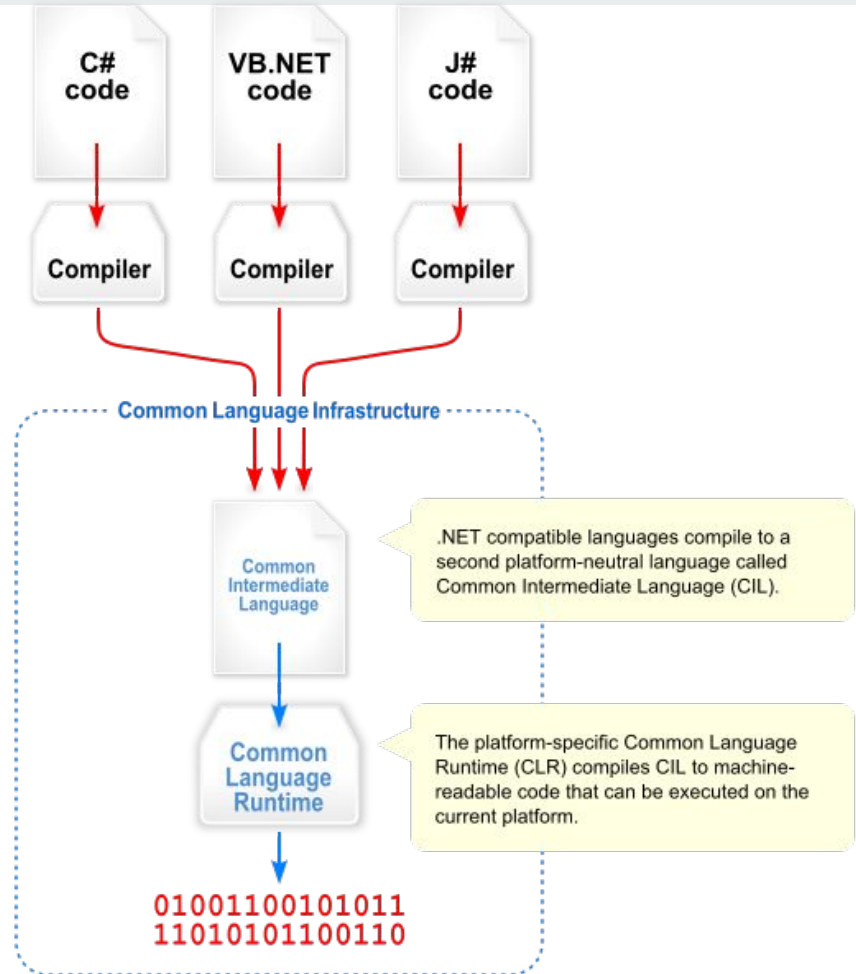 C#
code
VB.NET
code
J#
code
Compiler
Compiler
Compiler
Common Language Infrastructure
Common
Intermediate
Language
.NET compatible languages compile to a
second platform-neutral language called
Common Intermediate Language (CIL).
Common
Language
Runtime
The platform-specific Common Language
Runtime (CLR) compiles CIL to machine-
readable code that can be executed on the
current platform.
01001100101011
11010101100110